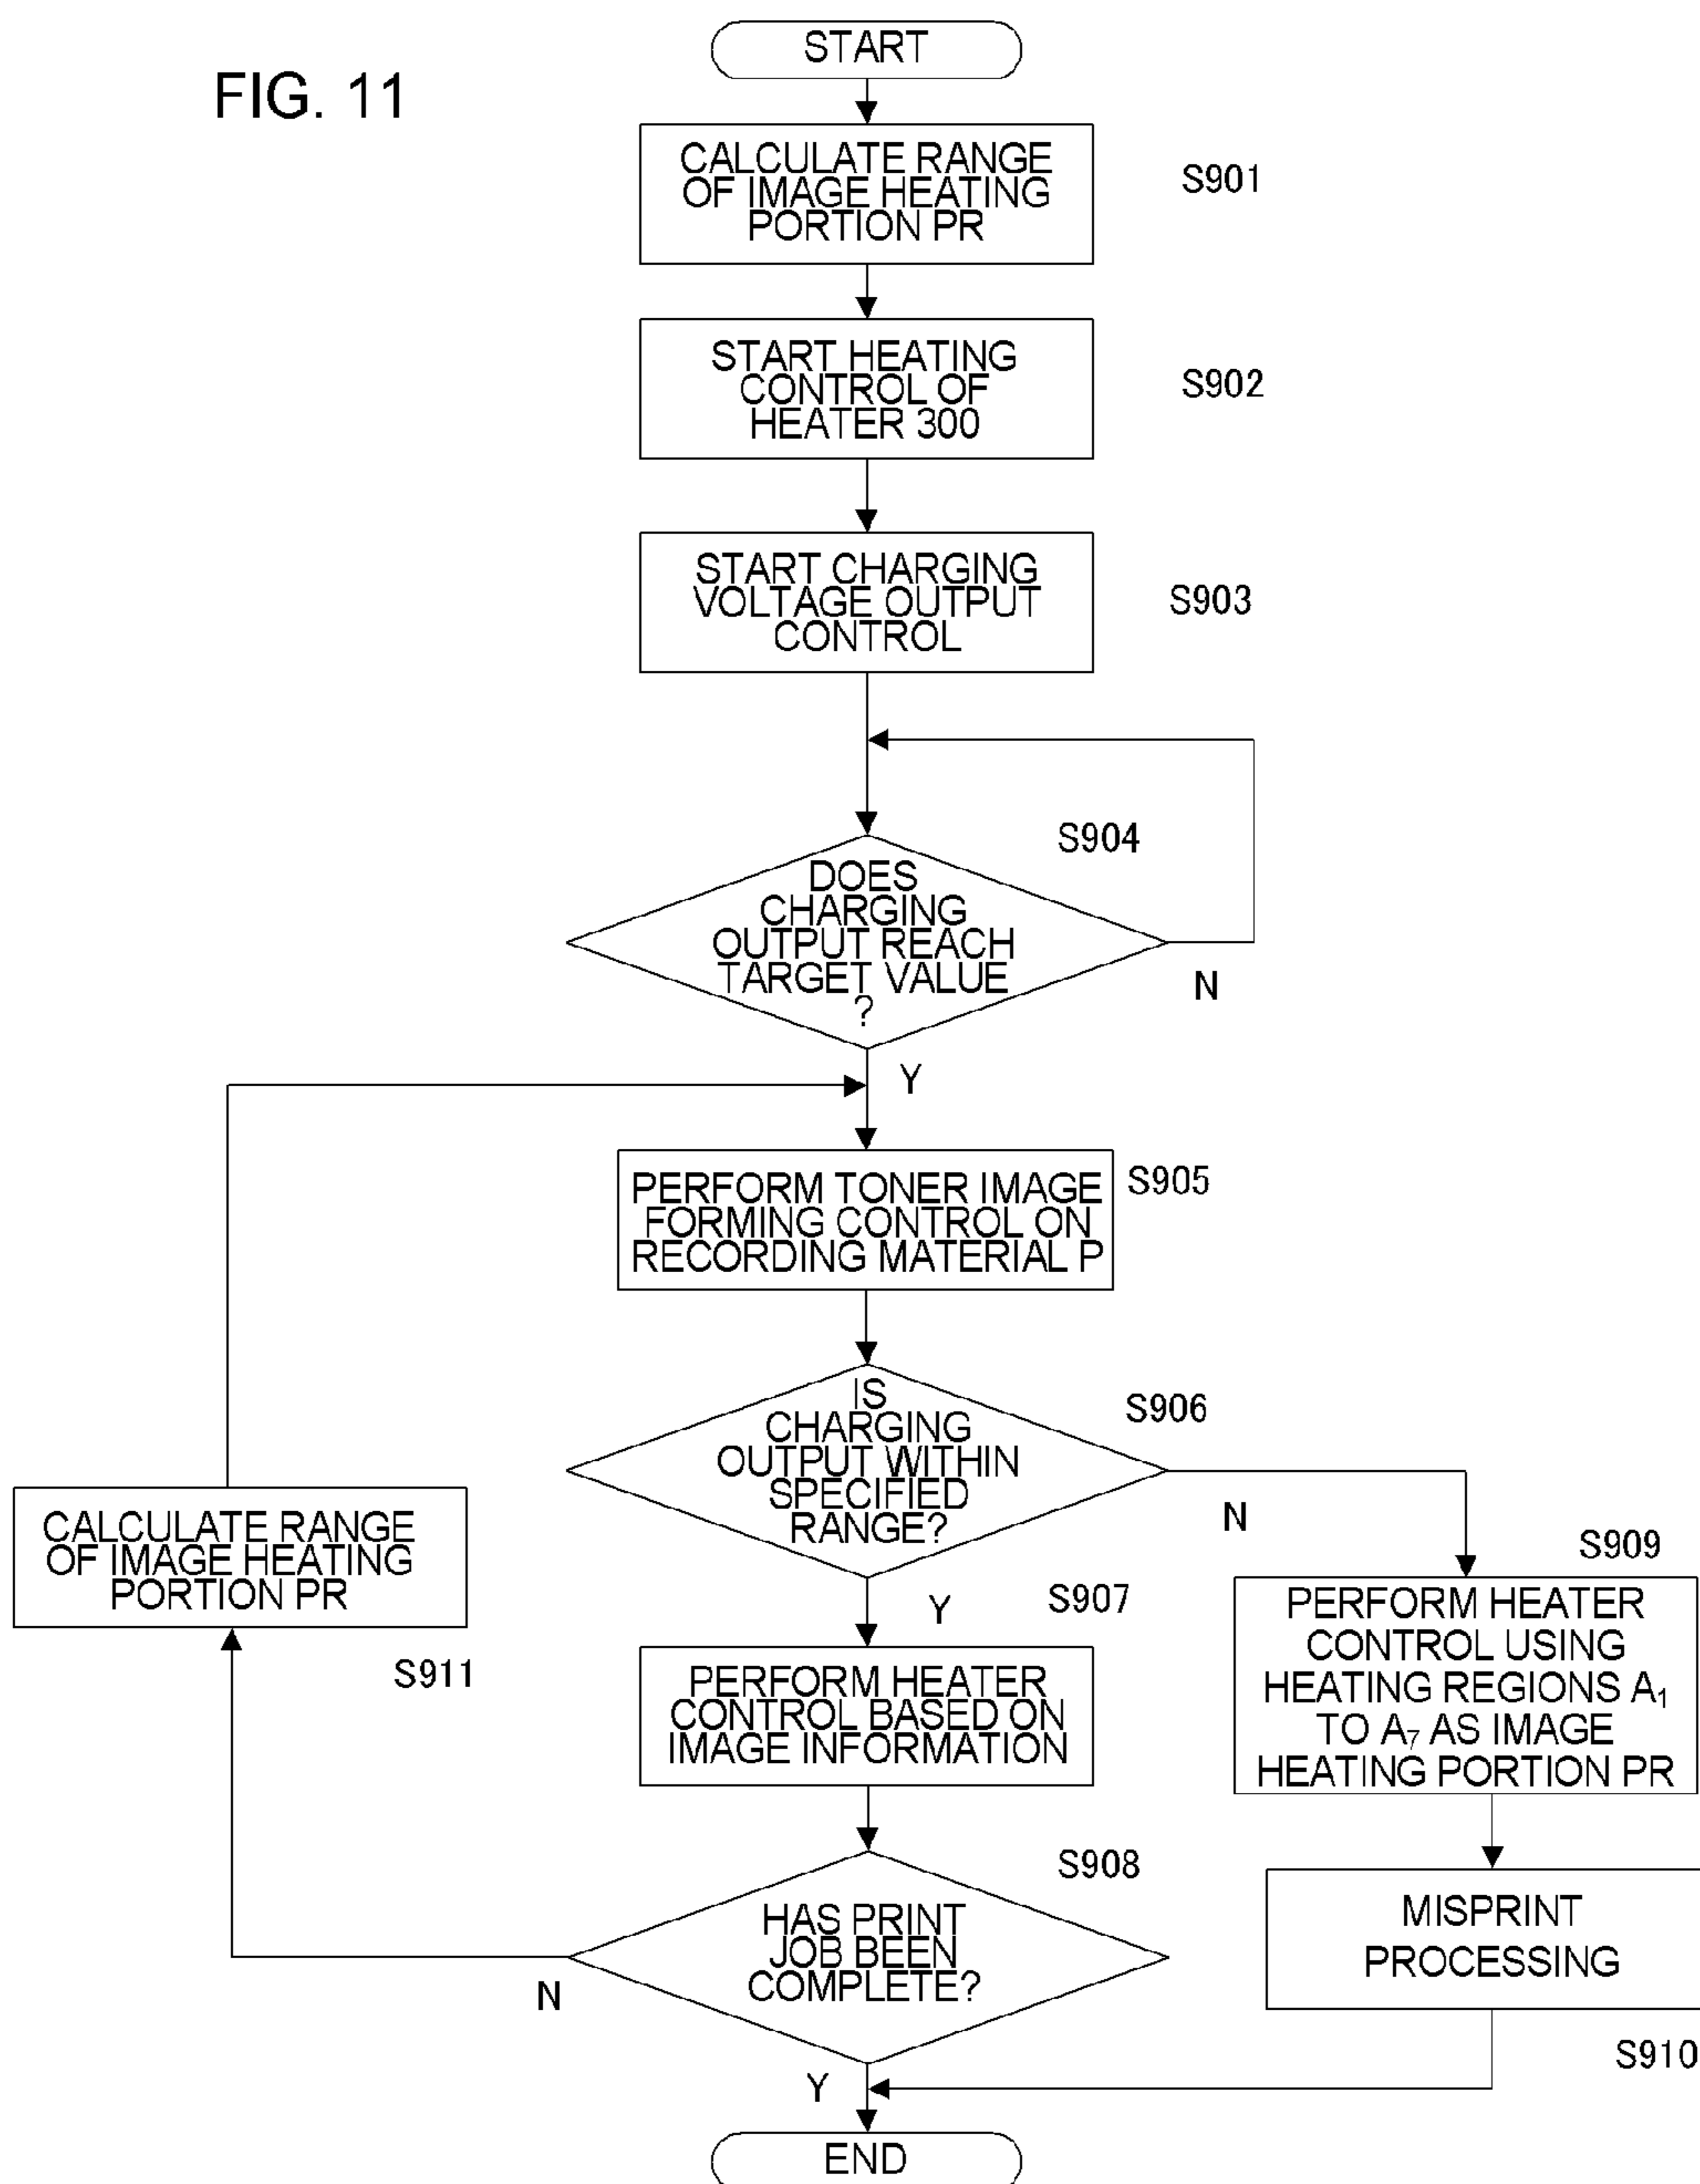 FIG. 11
START
CALCULATE RANGE
OF IMAGE HEATING
PORTION PR
S901
START HEATING
CONTROL OF
HEATER 300
S902
START CHARGING
VOLTAGE OUTPUT
CONTROL
S903
S904
DOES
CHARGING
OUTPUT REACH
TARGET VALUE
?
N
Y
PERFORM TONER IMAGE
FORMING CONTROL ON
RECORDING MATERIAL P
S905
IS
CHARGING
OUTPUT WITHIN
SPECIFIED
RANGE?
S906
N
Y
CALCULATE RANGE
OF IMAGE HEATING
PORTION PR
S911
S907
PERFORM HEATER
CONTROL BASED ON
IMAGE INFORMATION
S909
PERFORM HEATER
CONTROL USING
HEATING REGIONS A₁
TO A₇ AS IMAGE
HEATING PORTION PR
S908
HAS PRINT
JOB BEEN
COMPLETE?
N
Y
MISPRINT
PROCESSING
S910
END